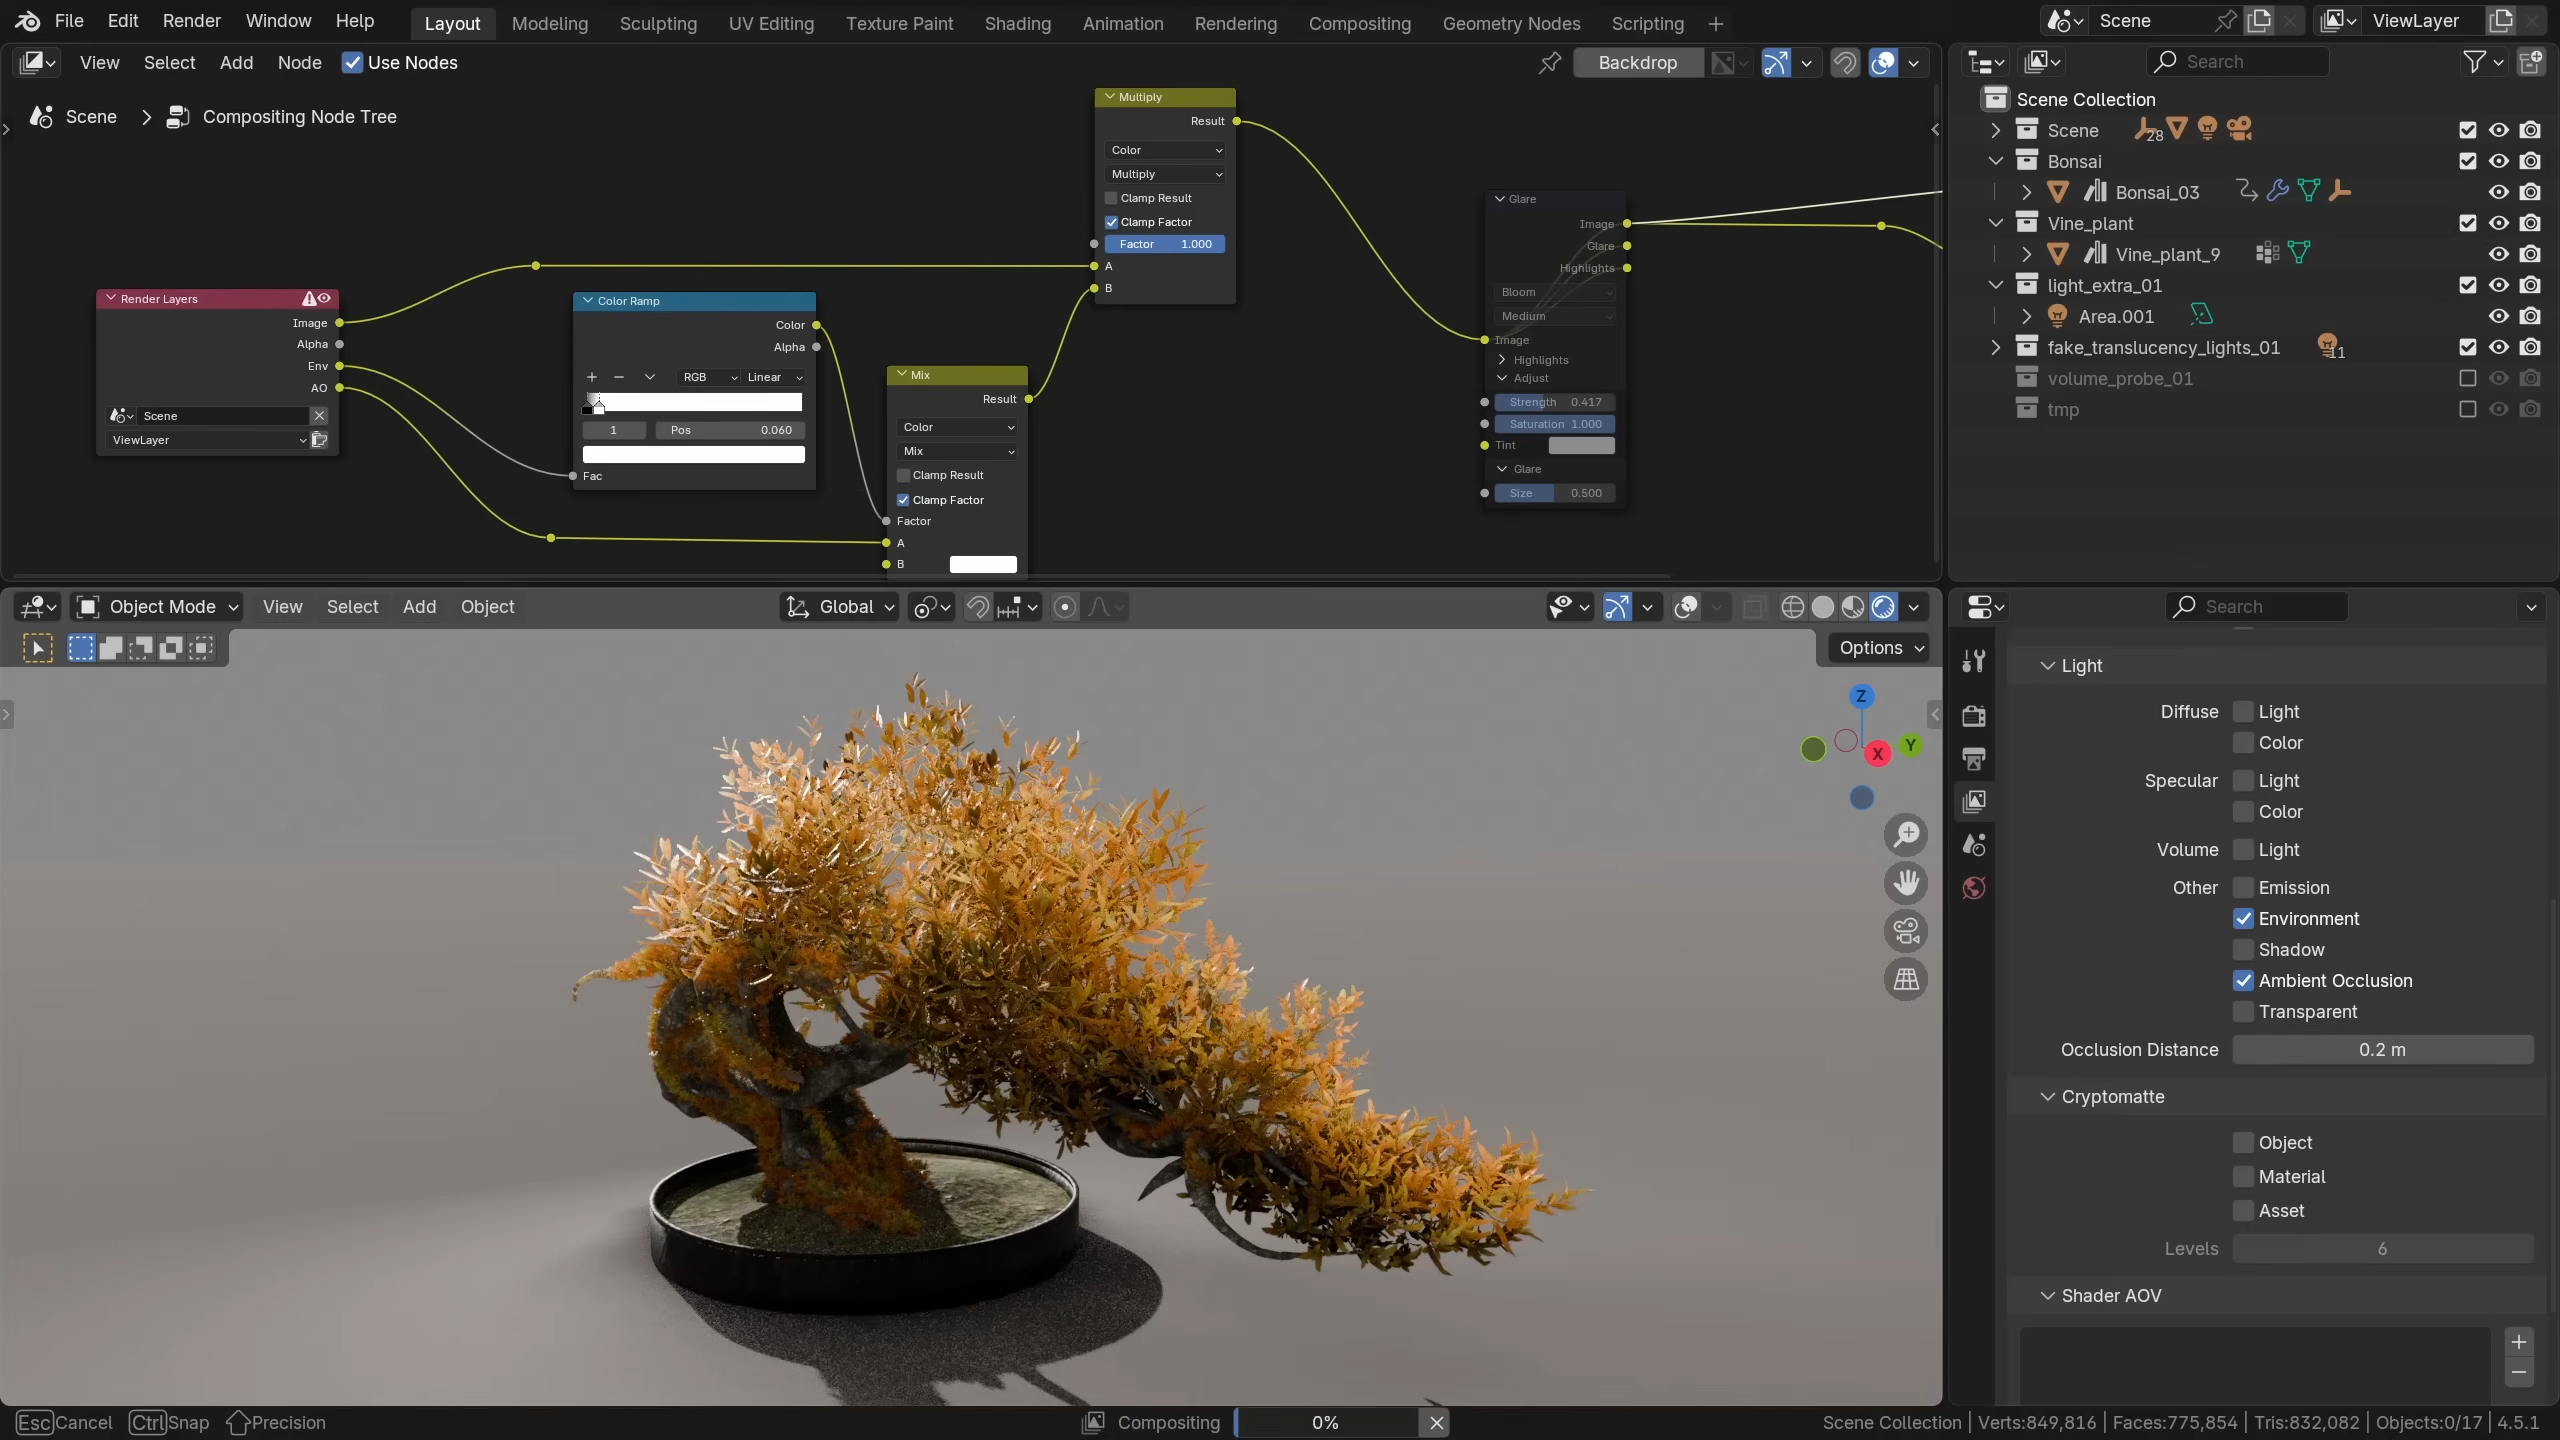 File Edit Render Window Help Layout Modeling Sculpting UV Editing Texture Paint Shading Animation Rendering Compositing Geometry Nodes Scripting + Scene ViewLayer
View Select Add Node Use Nodes Backdrop Search
Scene > Compositing Node Tree
Multiply
Result
Color
Multiply
Clamp Result
Clamp Factor
Factor 1.000
A
B
Render Layers
Image
Alpha
Env
AO
Scene
ViewLayer
Color Ramp
Color
Alpha
RGB Linear
1 Pos 0.060
Fac
Mix
Result
Color
Mix
Clamp Result
Clamp Factor
Factor
A
B
Glare
Image
Glare
Highlights
Bloom
Medium
Image
Highlights
Adjust
Strength 0.417
Saturation 1.000
Tint
Glare
Size 0.500
Scene Collection
Scene 28
Bonsai
Bonsai_03
Vine_plant
Vine_plant_9
light_extra_01
Area.001
fake_translucency_lights_01 11
volume_probe_01
tmp
Object Mode View Select Add Object Global
Options
Z
Y
X
Search
Light
Diffuse Light
Color
Specular Light
Color
Volume Light
Other Emission
Environment
Shadow
Ambient Occlusion
Transparent
Occlusion Distance 0.2 m
Cryptomatte
Object
Material
Asset
Levels 6
Shader AOV
Esc Cancel Ctrl Snap Precision Compositing 0% Scene Collection | Verts:849,816 | Faces:775,854 | Tris:832,082 | Objects:0/17 | 4.5.1